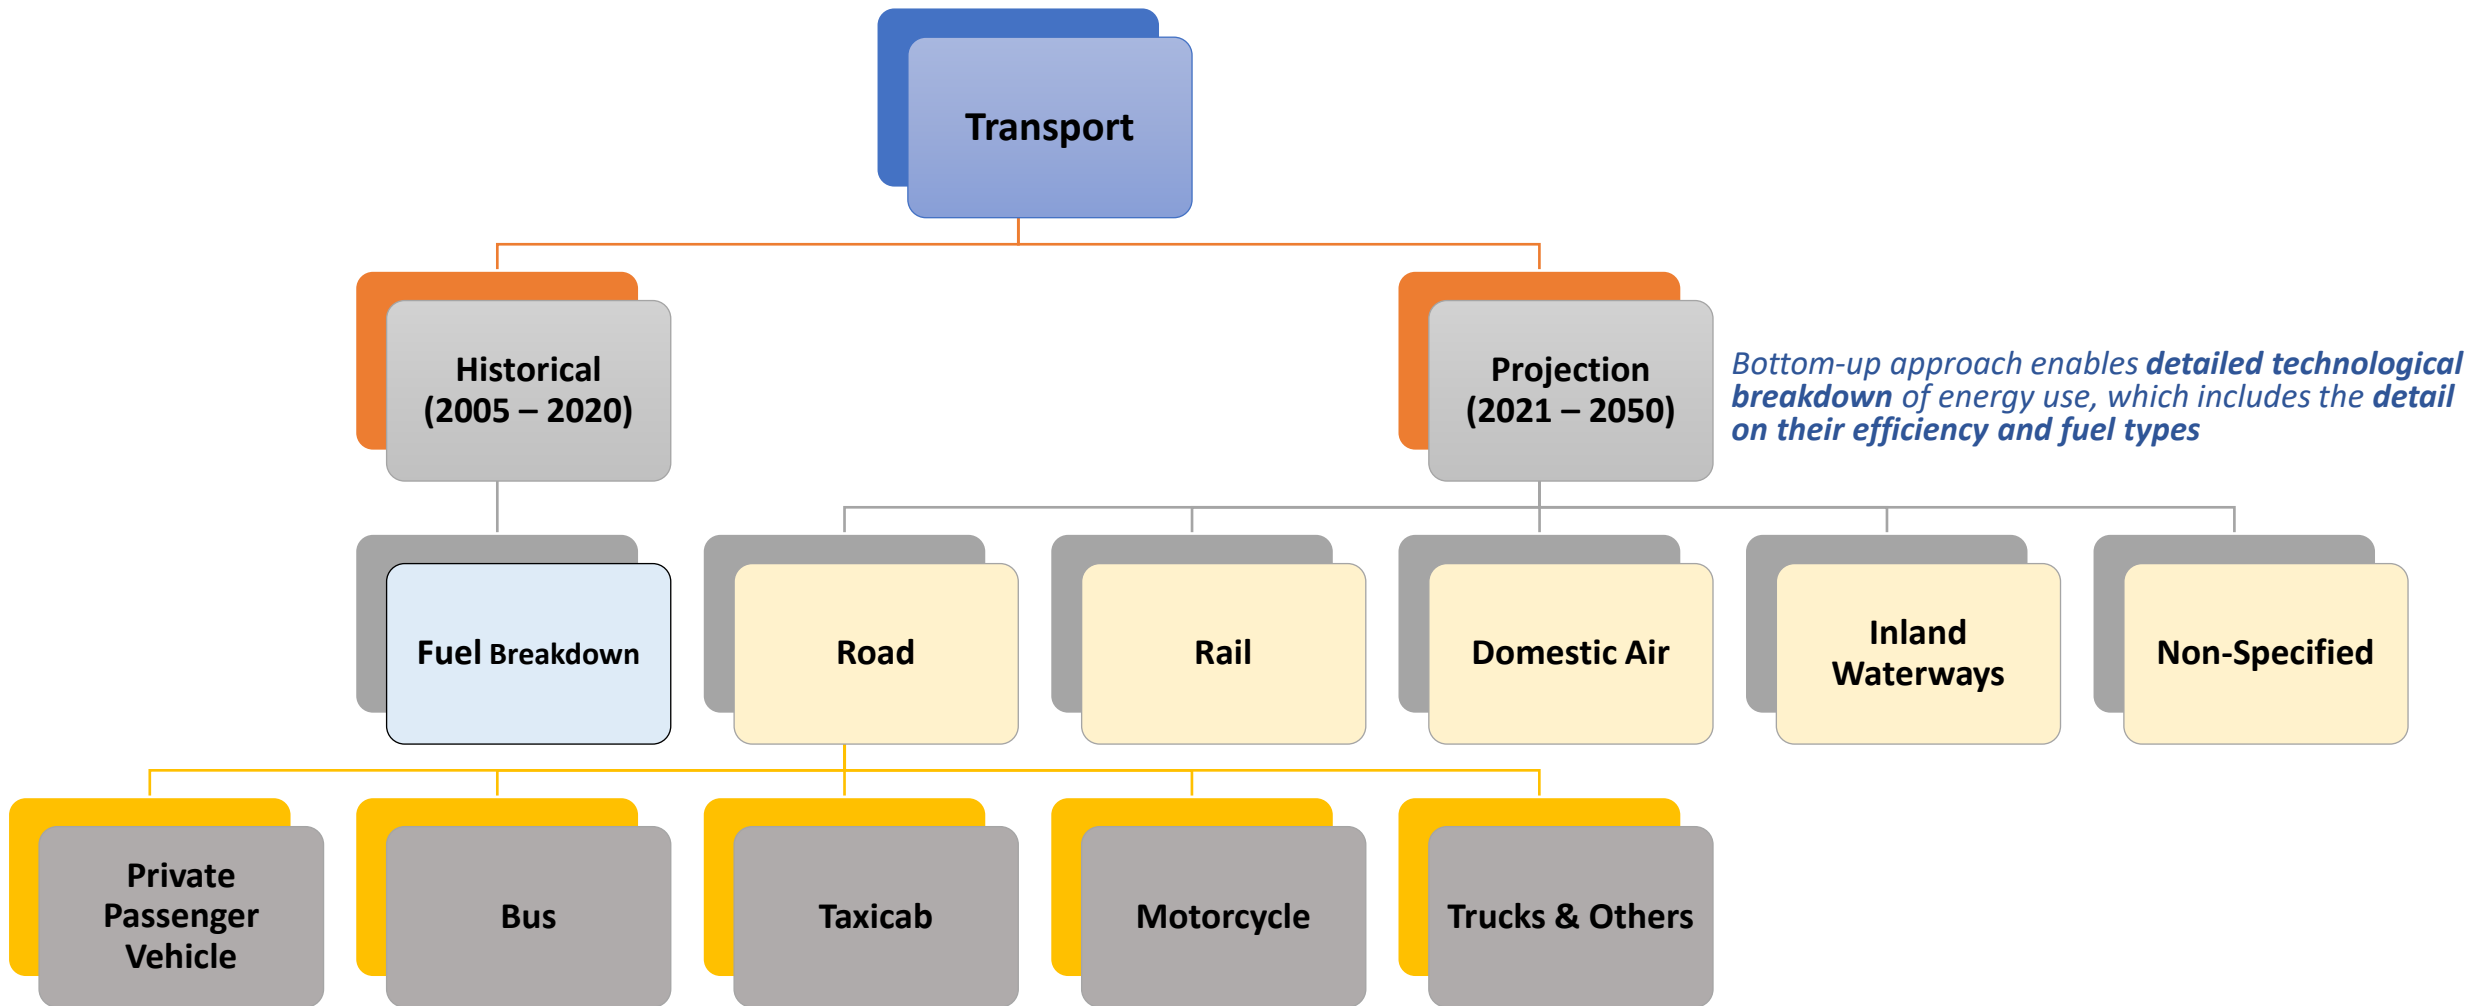 Transport
Historical
(2005 – 2020)
Projection
(2021 – 2050)
Bottom-up approach enables detailed technological
breakdown of energy use, which includes the detail
on their efficiency and fuel types
Fuel Breakdown
Road
Rail
Domestic Air
Inland
Waterways
Non-Specified
Private
Passenger
Vehicle
Bus
Taxicab
Motorcycle
Trucks & Others